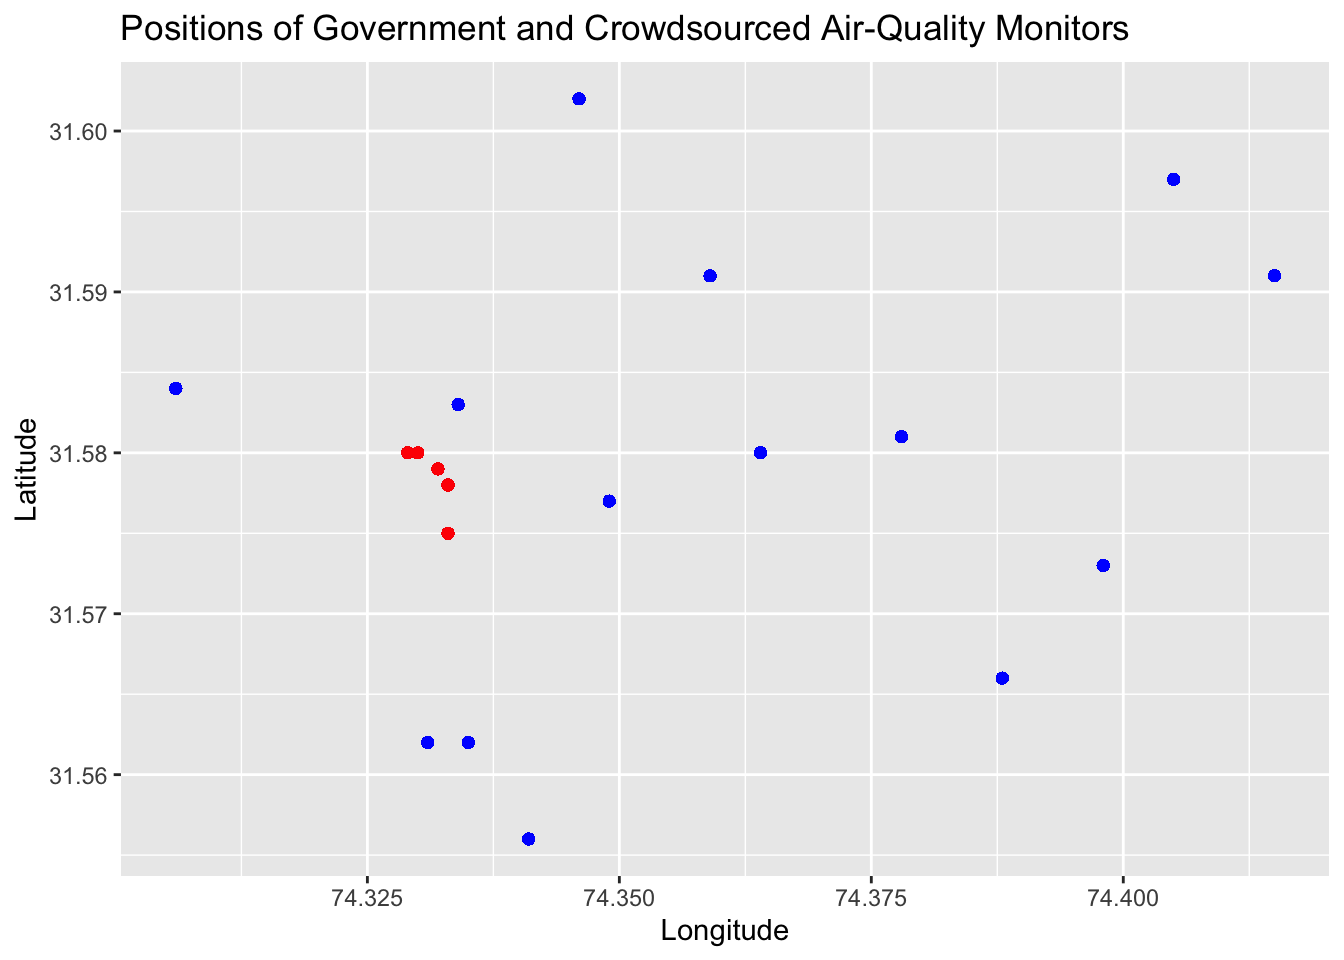 Positions of Government and Crowdsourced Air-Quality Monitors
31.60
31.59
31.58
31.57
31.56
Latitude
74.325 74.350 74.375 74.400
Longitude